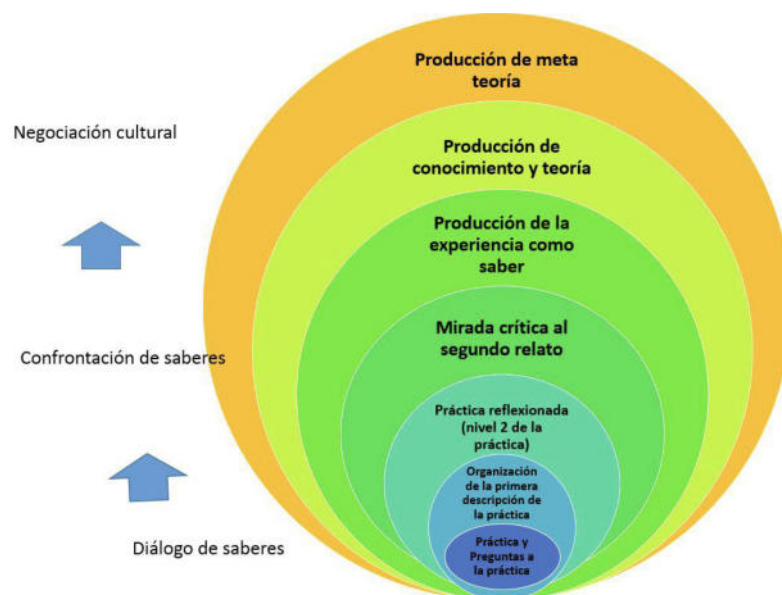 Producción de meta
teoría
Negociación cultural
Producción de
conocimiento y teoría
Producción de la
experiencia como
saber
Mirada crítica al
segundo relato
Confrontación de saberes
Práctica reflexionada
(nivel 2 de la
práctica)
Organización
de la primera
descripción de
la práctica
Diálogo de saberes
Práctica y
Preguntas a
la práctica